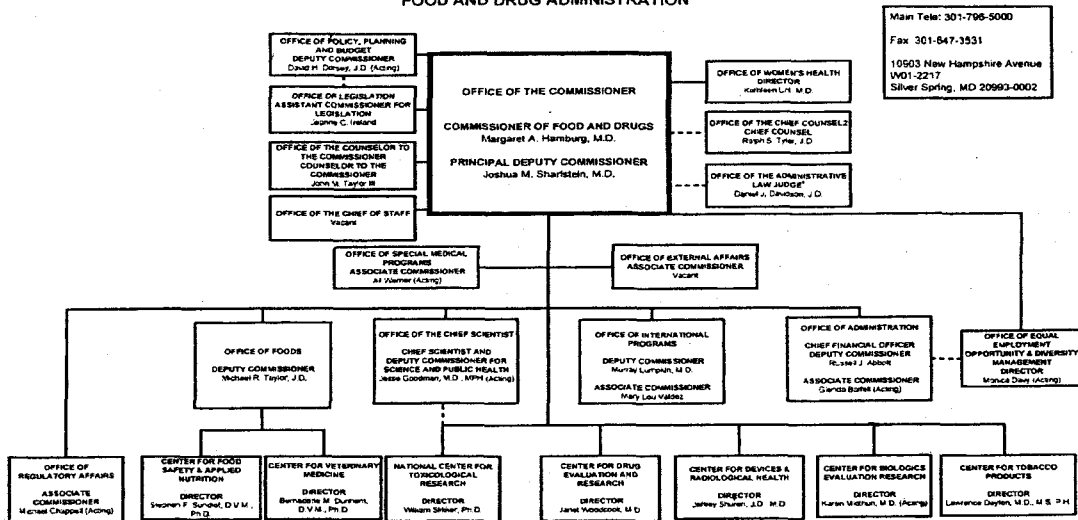 FOOD AND DRUG ADMINISTRATION
Main Tele: 301-796-5000
Fax 301-847-3531
10903 New Hampshire Avenue
W01-2217
Silver Spring, MD 20993-0002
OFFICE OF POLICY, PLANNING
AND BUDGET
DEPUTY COMMISSIONER
David H. Dorsey, J.D. (Acting)
OFFICE OF LEGISLATION
ASSISTANT COMMISSIONER FOR
LEGISLATION
Jeanne C. Ireland
OFFICE OF THE COUNSELOR TO
THE COMMISSIONER
COUNSELOR TO THE
COMMISSIONER
John M. Taylor III
OFFICE OF THE CHIEF OF STAFF
Vacant
OFFICE OF THE COMMISSIONER
COMMISSIONER OF FOOD AND DRUGS
Margaret A. Hamburg, M.D.
PRINCIPAL DEPUTY COMMISSIONER
Joshua M. Sharfstein, M.D.
OFFICE OF WOMEN'S HEALTH
DIRECTOR
Kathleen M.D.
OFFICE OF THE CHIEF COUNSEL
CHIEF COUNSEL
Ralph S. Tyler, J.D.
OFFICE OF THE ADMINISTRATIVE
LAW JUDGE
Daniel J. Davidson, J.D.
OFFICE OF SPECIAL MEDICAL
PROGRAMS
ASSOCIATE COMMISSIONER
Jill Warner (Acting)
OFFICE OF EXTERNAL AFFAIRS
ASSOCIATE COMMISSIONER
Vacant
OFFICE OF FOODS
DEPUTY COMMISSIONER
Michael R. Taylor, J.D.
OFFICE OF THE CHIEF SCIENTIST
CHIEF SCIENTIST AND
DEPUTY COMMISSIONER FOR
SCIENCE AND PUBLIC HEALTH
Jesse Goodman, M.D., MPH (Acting)
OFFICE OF INTERNATIONAL
PROGRAMS
DEPUTY COMMISSIONER
Murray Lumpkin, M.D.
ASSOCIATE COMMISSIONER
Mary Lou Valdez
OFFICE OF ADMINISTRATION
CHIEF FINANCIAL OFFICER
DEPUTY COMMISSIONER
Russell J. Abbott
ASSOCIATE COMMISSIONER
Glenda Barfell (Acting)
OFFICE OF EQUAL
EMPLOYMENT
OPPORTUNITY & DIVERSITY
MANAGEMENT
DIRECTOR
Monica Davy (Acting)
OFFICE OF
REGULATORY AFFAIRS
ASSOCIATE
COMMISSIONER
Michael Chappell (Acting)
CENTER FOR FOOD
SAFETY & APPLIED
NUTRITION
DIRECTOR
Stephen F. Sundlof, D.V.M.,
Ph.D.
CENTER FOR VETERINARY
MEDICINE
DIRECTOR
Bernadette M. Dunham,
D.V.M., Ph.D.
NATIONAL CENTER FOR
TOXICOLOGICAL
RESEARCH
DIRECTOR
William Slikker, Ph.D.
CENTER FOR DRUG
EVALUATION AND
RESEARCH
DIRECTOR
Janet Woodcock, M.D.
CENTER FOR DEVICES &
RADIOLOGICAL HEALTH
DIRECTOR
Jeffrey Shuren, J.D. M.D.
CENTER FOR BIOLOGICS
EVALUATION RESEARCH
DIRECTOR
Karen Midthun, M.D. (Acting)
CENTER FOR TOBACCO
PRODUCTS
DIRECTOR
Lawrence Deyton, M.D., M.S. P.H.